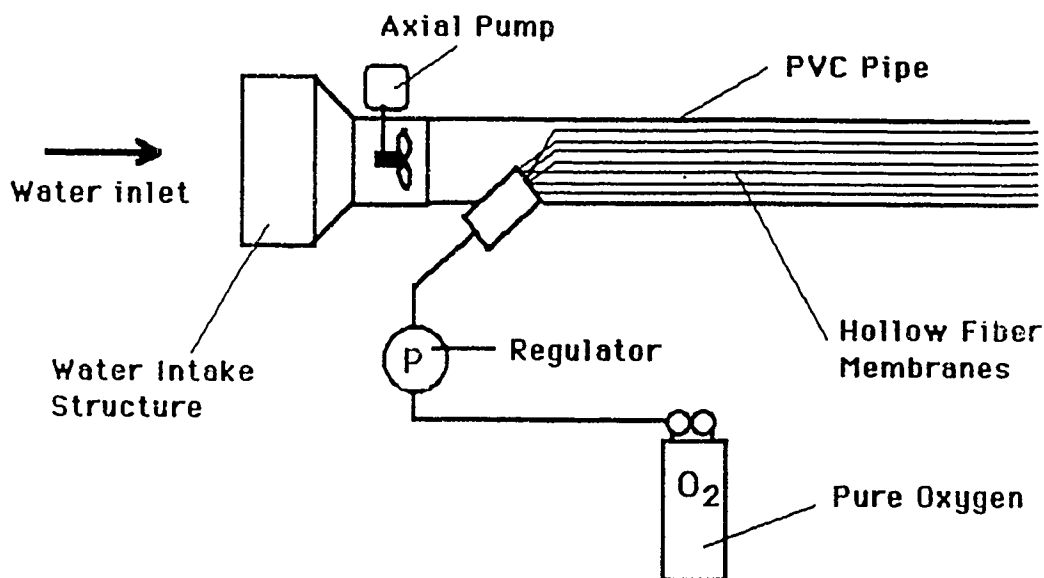 Axial Pump
PVC Pipe
Water inlet
Hollow Fiber
Membranes
P
Regulator
Water Intake
Structure
O2
Pure Oxygen